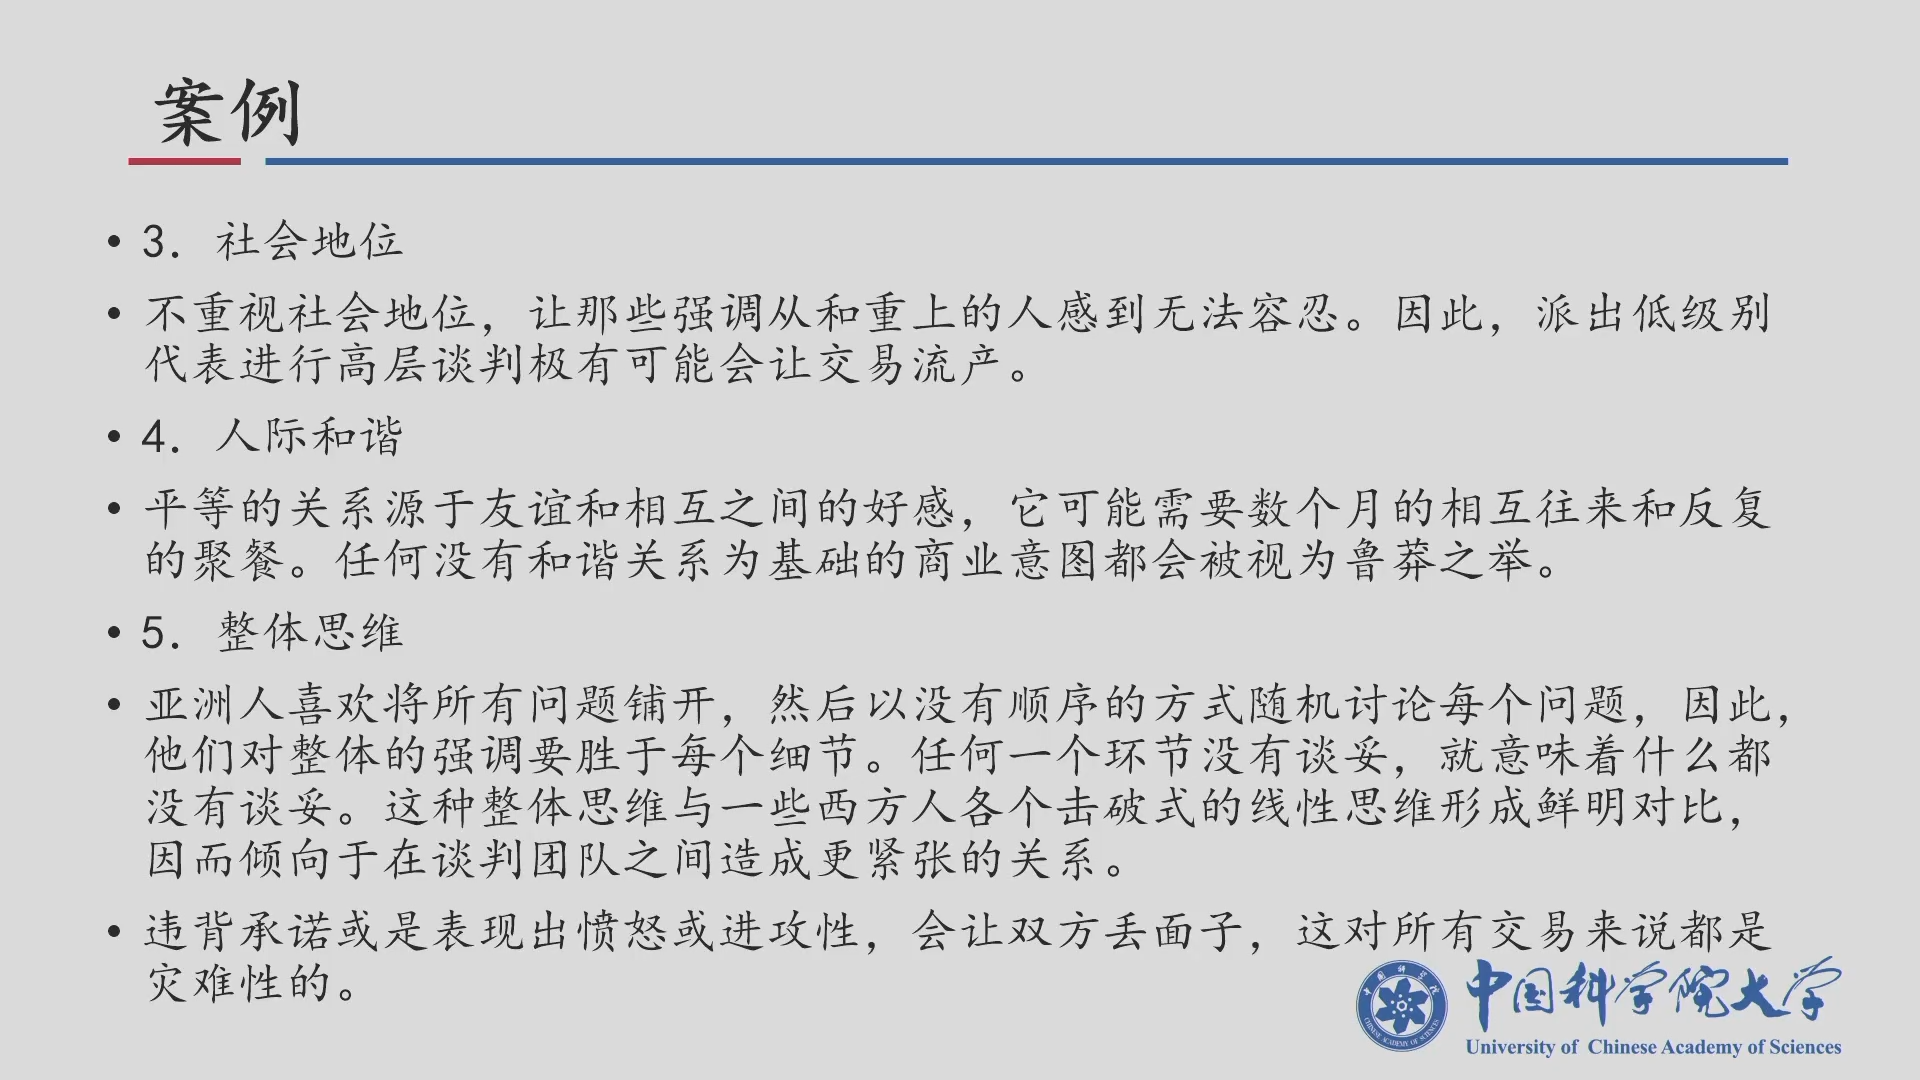 案例
• 3. 社会地位
• 不重视社会地位，让那些强调从和重上的人感到无法容忍。因此，派出低级别
代表进行高层谈判极有可能会让交易流产。
• 4. 人际和谐
• 平等的关系源于友谊和相互之间的好感，它可能需要数个月的相互往来和反复
的聚餐。任何没有和谐关系为基础的商业意图都会被视为鲁莽之举。
• 5. 整体思维
• 亚洲人喜欢将所有问题铺开，然后以没有顺序的方式随机讨论每个问题，因此，
他们对整体的强调要胜于每个细节。任何一个环节没有谈妥，就意味着什么都
没有谈妥。这种整体思维与一些西方人各个击破式的线性思维形成鲜明对比，
因而倾向于在谈判团队之间造成更紧张的关系。
• 违背承诺或是表现出愤怒或进攻性，会让双方丢面子，这对所有交易来说都是
灾难性的。
中国科学院
CHINESE ACADEMY OF SCIENCES
中国科学院大学
University of Chinese Academy of Sciences